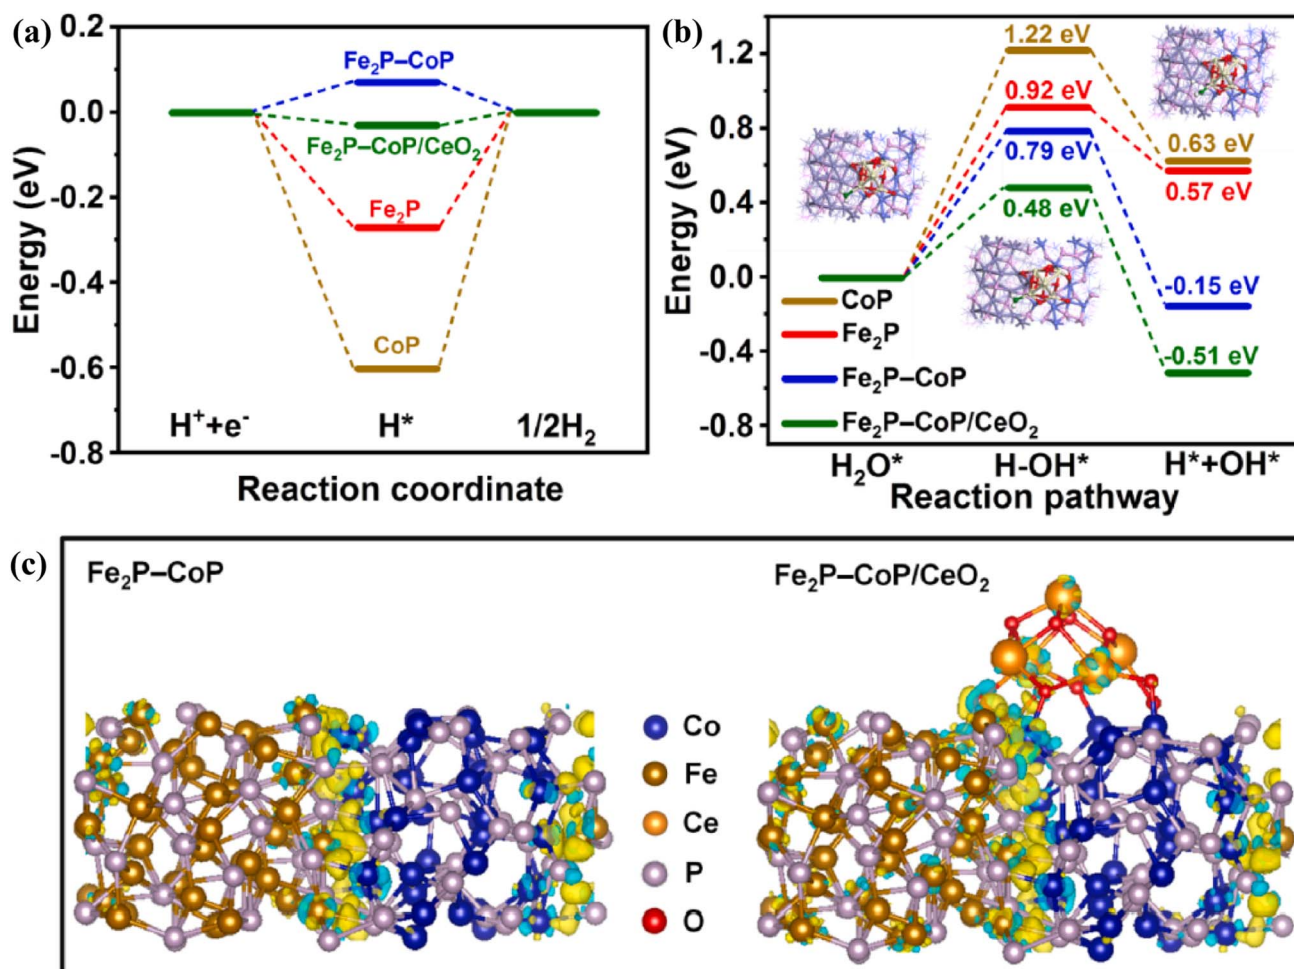 (a)
0.2
0.0
-0.2
-0.4
-0.6
-0.8
Energy (eV)
Fe₂P–CoP
Fe₂P–CoP/CeO₂
Fe₂P
CoP
H⁺+e⁻
H*
1/2H₂
Reaction coordinate
(b)
1.2
0.8
0.4
0.0
-0.4
-0.8
Energy (eV)
1.22 eV
0.92 eV
0.79 eV
0.48 eV
0.63 eV
0.57 eV
-0.15 eV
-0.51 eV
CoP
Fe₂P
Fe₂P–CoP
Fe₂P–CoP/CeO₂
H₂O*
H-OH*
H*+OH*
Reaction pathway
(c)
Fe₂P–CoP
Fe₂P–CoP/CeO₂
Co
Fe
Ce
P
O